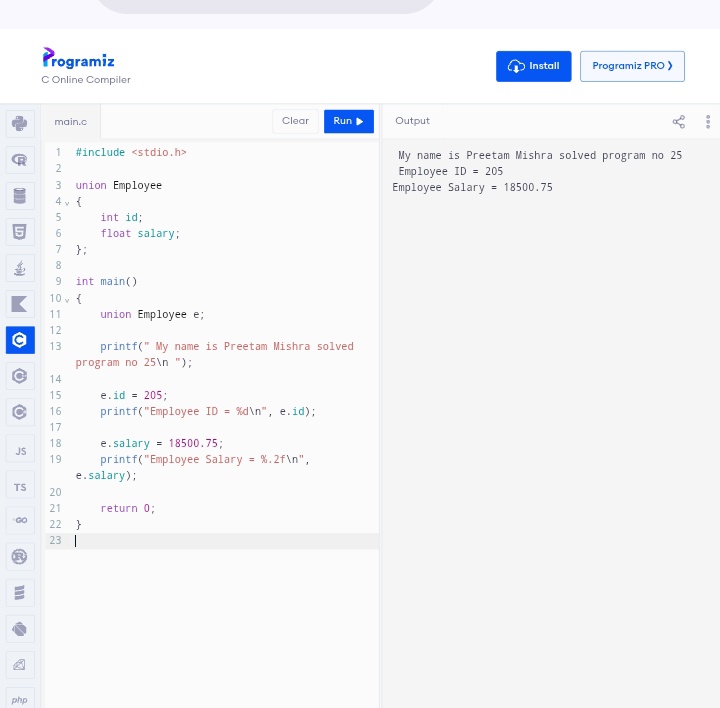 Programiz
C Online Compiler
Install
Programiz PRO ❯
main.c
Clear
Run
Output
1 #include <stdio.h>
2
3 union Employee
4 {
5     int id;
6     float salary;
7 };
8
9 int main()
10 {
11     union Employee e;
12
13     printf(" My name is Preetam Mishra solved
program no 25\n ");
14
15     e.id = 205;
16     printf("Employee ID = %d\n", e.id);
17
18     e.salary = 18500.75;
19     printf("Employee Salary = %.2f\n",
e.salary);
20
21     return 0;
22 }
23
My name is Preetam Mishra solved program no 25
Employee ID = 205
Employee Salary = 18500.75
R
5
C
C
C
JS
TS
GO
R
php